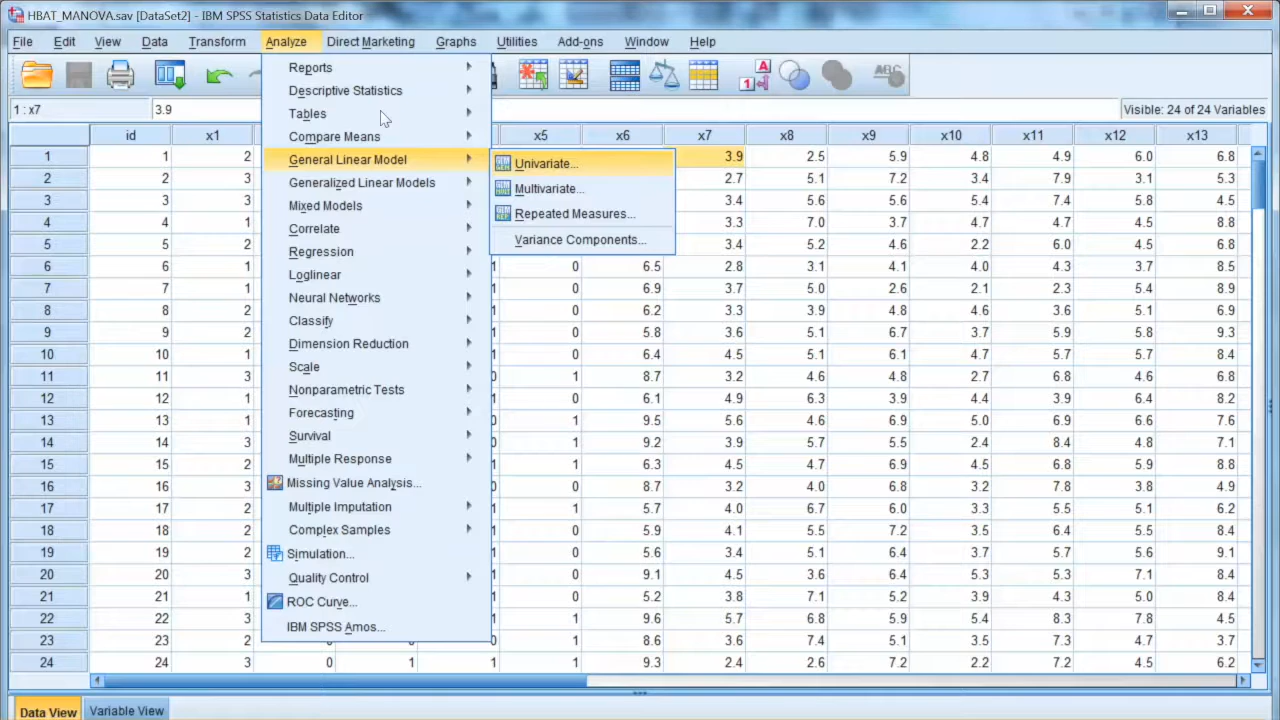 HBAT_MANOVA.sav [DataSet2] - IBM SPSS Statistics Data Editor
File Edit View Data Transform Analyze Direct Marketing Graphs Utilities Add-ons Window Help
1 A
ABC
1 : x7 3.9 Visible: 24 of 24 Variables
Reports
Descriptive Statistics
Tables
Compare Means
General Linear Model
Generalized Linear Models
Mixed Models
Correlate
Regression
Loglinear
Neural Networks
Classify
Dimension Reduction
Scale
Nonparametric Tests
Forecasting
Survival
Multiple Response
Missing Value Analysis...
Multiple Imputation
Complex Samples
Simulation...
Quality Control
ROC Curve...
IBM SPSS Amos...
Univariate...
Multivariate...
Repeated Measures...
Variance Components...
id x1 x5 x6 x7 x8 x9 x10 x11 x12 x13
1 1 2 3.9 2.5 5.9 4.8 4.9 6.0 6.8
2 2 3 2.7 5.1 7.2 3.4 7.9 3.1 5.3
3 3 3 3.4 5.6 5.6 5.4 7.4 5.8 4.5
4 4 1 3.3 7.0 3.7 4.7 4.7 4.5 8.8
5 5 2 3.4 5.2 4.6 2.2 6.0 4.5 6.8
6 6 1 1 0 6.5 2.8 3.1 4.1 4.0 4.3 3.7 8.5
7 7 1 1 0 6.9 3.7 5.0 2.6 2.1 2.3 5.4 8.9
8 8 2 1 0 6.2 3.3 3.9 4.8 4.6 3.6 5.1 6.9
9 9 2 1 0 5.8 3.6 5.1 6.7 3.7 5.9 5.8 9.3
10 10 1 1 0 6.4 4.5 5.1 6.1 4.7 5.7 5.7 8.4
11 11 3 0 1 8.7 3.2 4.6 4.8 2.7 6.8 4.6 6.8
12 12 1 1 0 6.1 4.9 6.3 3.9 4.4 3.9 6.4 8.2
13 13 1 0 1 9.5 5.6 4.6 6.9 5.0 6.9 6.6 7.6
14 14 3 1 1 9.2 3.9 5.7 5.5 2.4 8.4 4.8 7.1
15 15 2 1 1 6.3 4.5 4.7 6.9 4.5 6.8 5.9 8.8
16 16 3 0 1 8.7 3.2 4.0 6.8 3.2 7.8 3.8 4.9
17 17 2 1 0 5.7 4.0 6.7 6.0 3.3 5.5 5.1 6.2
18 18 2 1 0 5.9 4.1 5.5 7.2 3.5 6.4 5.5 8.4
19 19 2 1 0 5.6 3.4 5.1 6.4 3.7 5.7 5.6 9.1
20 20 3 0 0 9.1 4.5 3.6 6.4 5.3 5.3 7.1 8.4
21 21 1 1 0 5.2 3.8 7.1 5.2 3.9 4.3 5.0 8.4
22 22 3 1 1 9.6 5.7 6.8 5.9 5.4 8.3 7.8 4.5
23 23 2 0 0 1 1 8.6 3.6 7.4 5.1 3.5 7.3 4.7 3.7
24 24 3 0 1 1 1 9.3 2.4 2.6 7.2 2.2 7.2 4.5 6.2
Data View Variable View